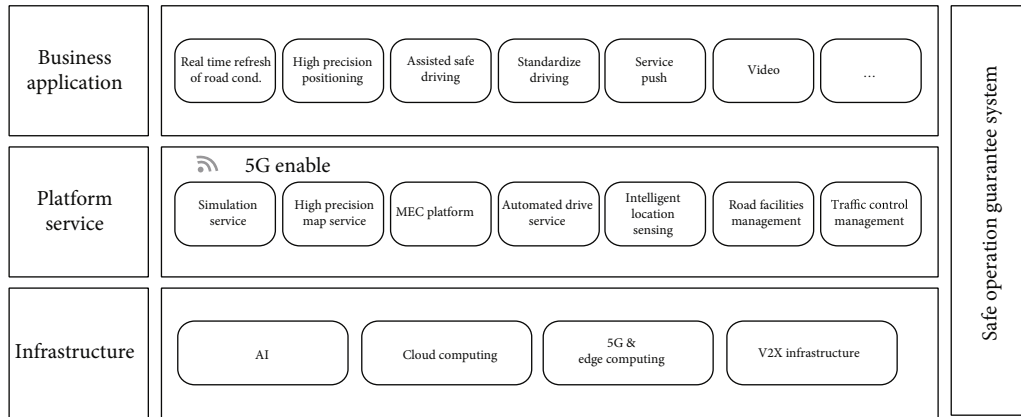 Business
application
Real time refresh
of road cond.
High precision
positioning
Assisted safe
driving
Standardize
driving
Service
push
Video
...
Platform
service
5G enable
Simulation
service
High precision
map service
MEC platform
Automated drive
service
Intelligent
location
sensing
Road facilities
management
Traffic control
management
Infrastructure
AI
Cloud computing
5G &
edge computing
V2X infrastructure
Safe operation guarantee system